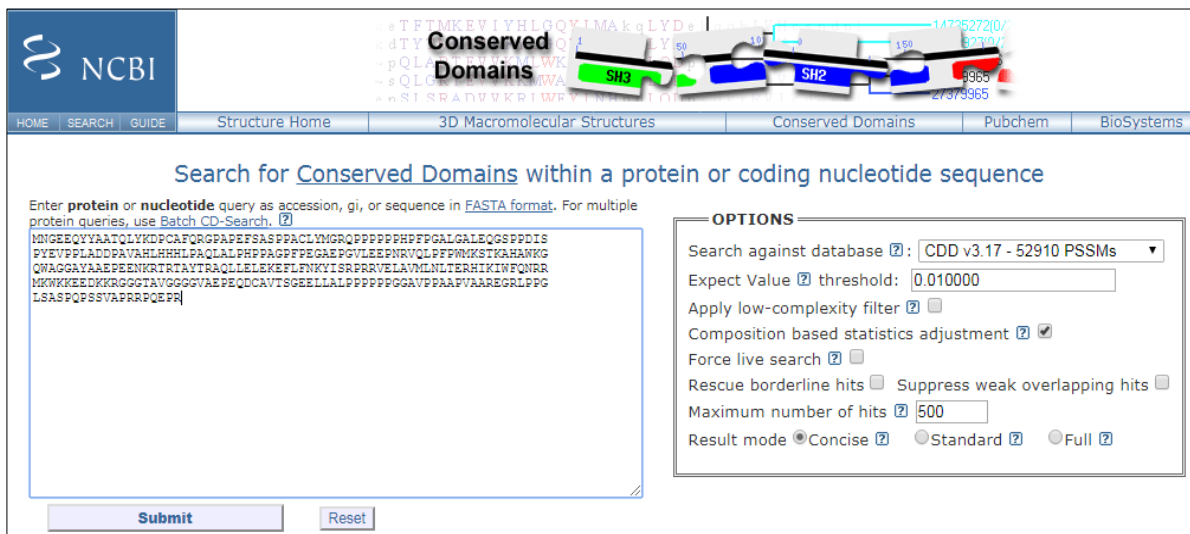 NCBI
Conserved
Domains
SH3
SH2
HOME SEARCH GUIDE Structure Home 3D Macromolecular Structures Conserved Domains Pubchem BioSystems
Search for Conserved Domains within a protein or coding nucleotide sequence
Enter protein or nucleotide query as accession, gi, or sequence in FASTA format. For multiple
protein queries, use Batch CD-Search. ?
MNGEEQYYAATQLYKDPCAFQRGPAPEFSASPPACLYMGRQPPPPPPHPFPGALGALEQGSPPDIS
PYEVPPLADDPAVAHLHHHLPAQLALPHPPAGPFPEGAEPGVLEEPNRVQLPFPWMKSTKAHAWKG
QWAGGAYAAEPEENKRTRTAYTRAQLLELEKEFLFNKYISRPRRVELAVMLNLTERHIKIWFQNRR
MKWKKEEDKKRGGGTAVGGGGVAEPEQDCAVTSGEELLALPPPPPPGGAVPPAAPVAAREGRLPPG
LSASPQPSSVAPRRPQEPR
Submit Reset
OPTIONS
Search against database ? : CDD v3.17 - 52910 PSSMs
Expect Value ? threshold: 0.010000
Apply low-complexity filter ?
Composition based statistics adjustment ?
Force live search ?
Rescue borderline hits Suppress weak overlapping hits
Maximum number of hits ? 500
Result mode Concise ? Standard ? Full ?